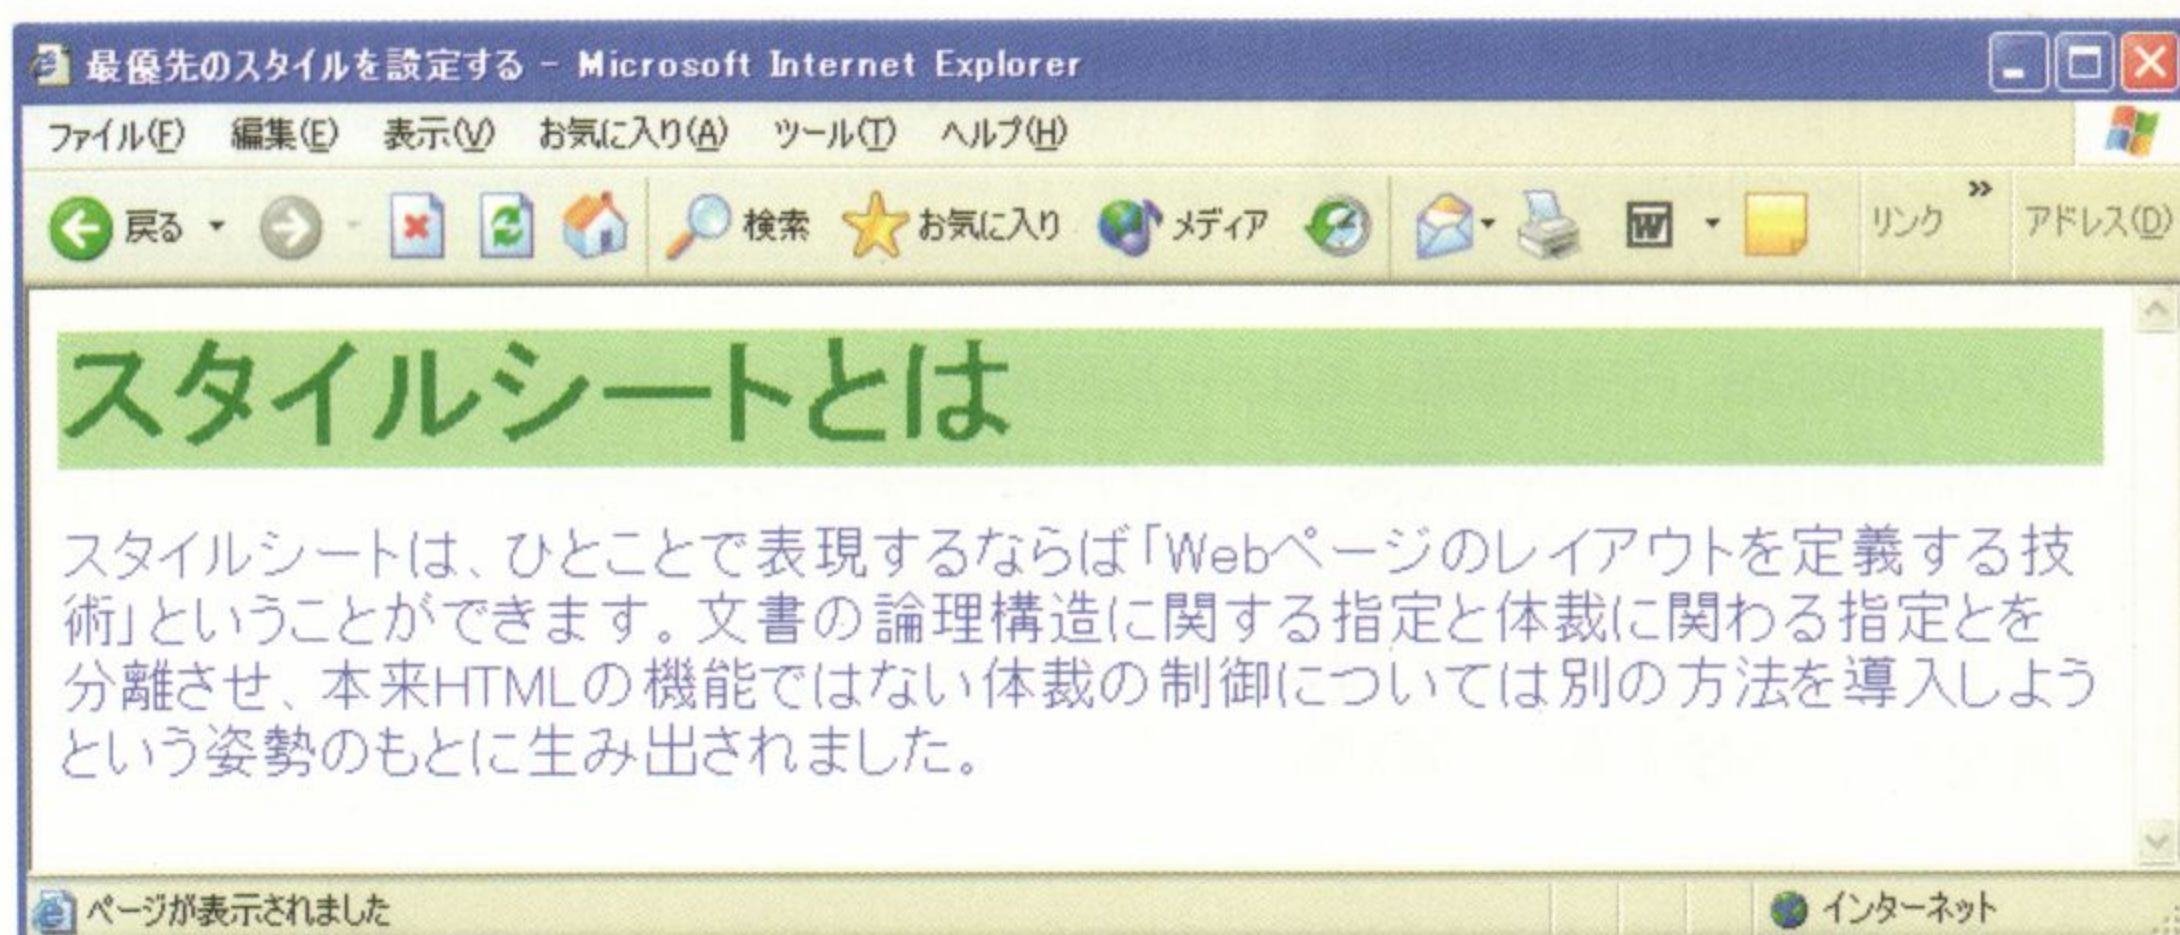 最優先のスタイルを設定する - Microsoft Internet Explorer
ファイル(F) 編集(E) 表示(V) お気に入り(A) ツール(T) ヘルプ(H)
戻る 検索 お気に入り メディア リンク » アドレス(D)
スタイルシートとは
スタイルシートは、ひとことで表現するならば「Webページのレイアウトを定義する技
術」ということができます。文書の論理構造に関する指定と体裁に関わる指定とを
分離させ、本来HTMLの機能ではない体裁の制御については別の方法を導入しよう
という姿勢のもとに生み出されました。
ページが表示されました インターネット